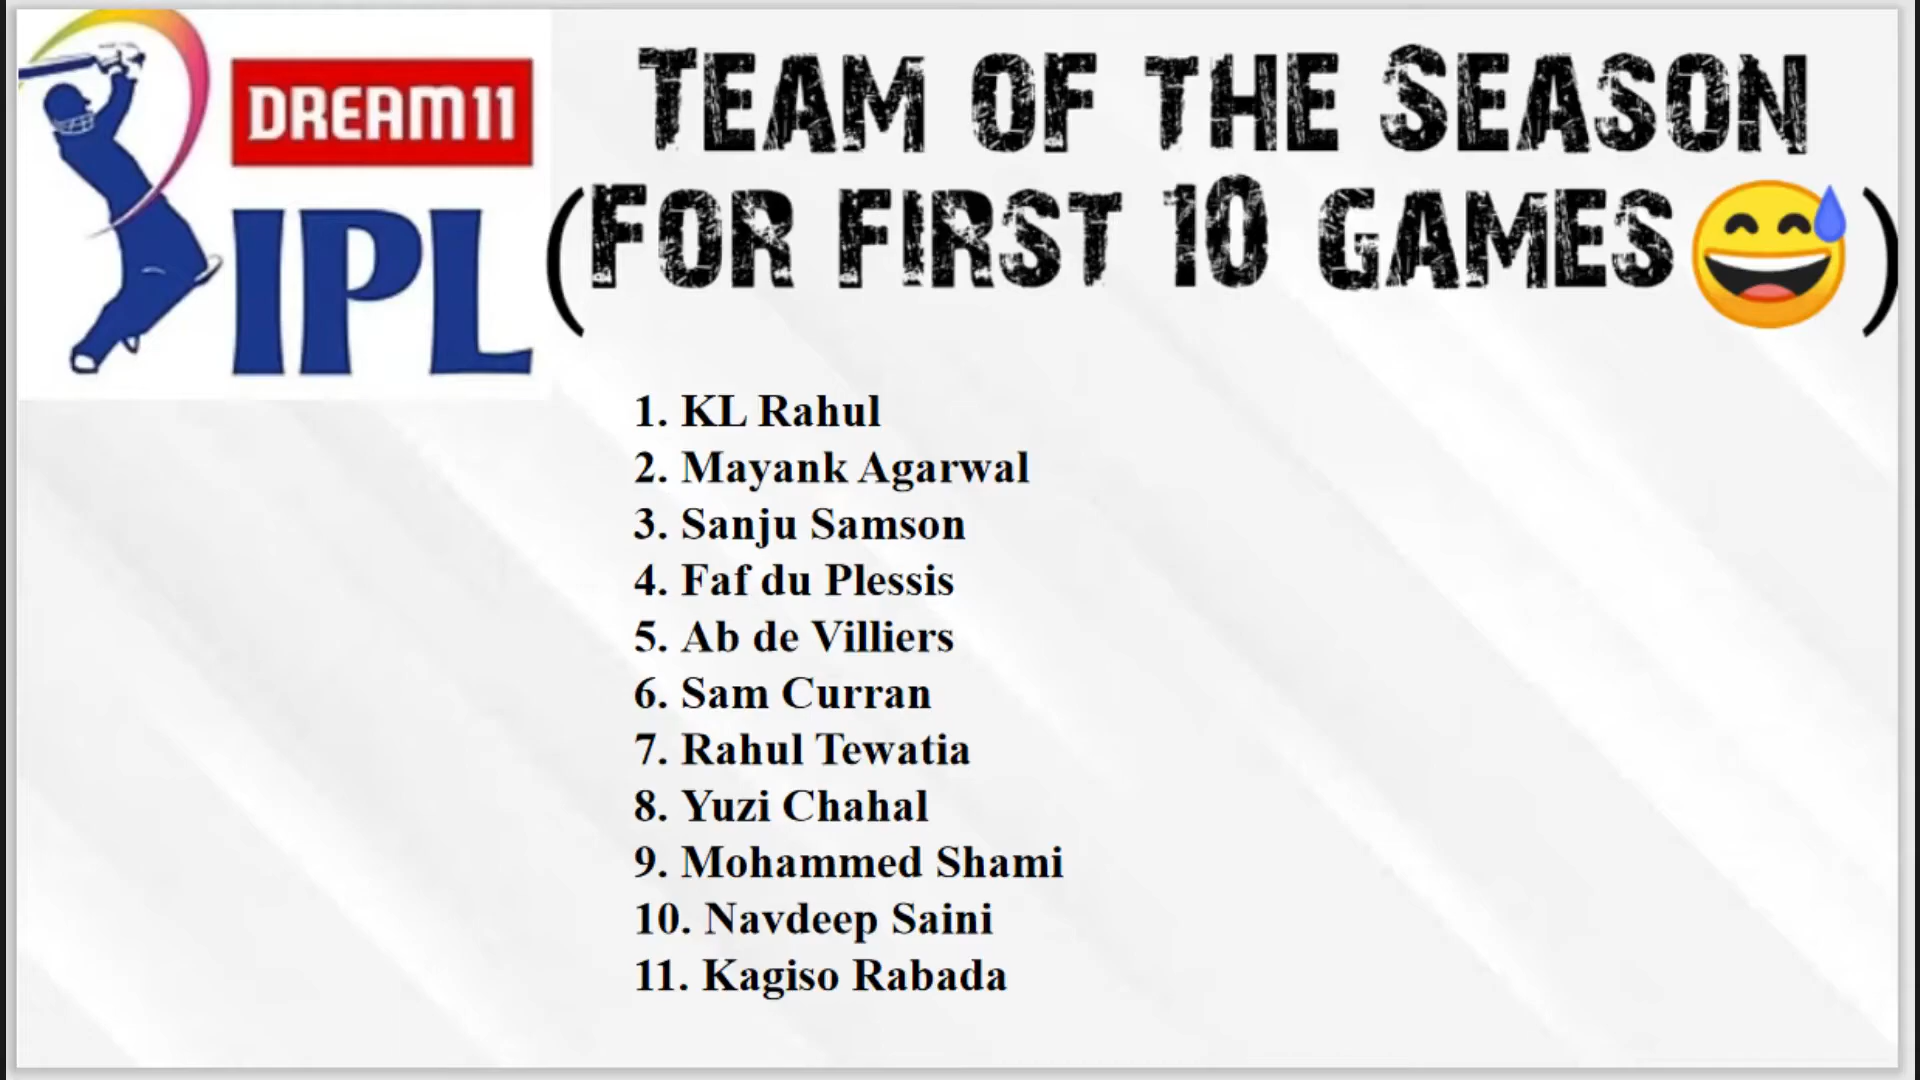 DREAM11
IPL
TEAM OF THE SEASON
(FOR FIRST 10 GAMES😅)
1. KL Rahul
2. Mayank Agarwal
3. Sanju Samson
4. Faf du Plessis
5. Ab de Villiers
6. Sam Curran
7. Rahul Tewatia
8. Yuzi Chahal
9. Mohammed Shami
10. Navdeep Saini
11. Kagiso Rabada